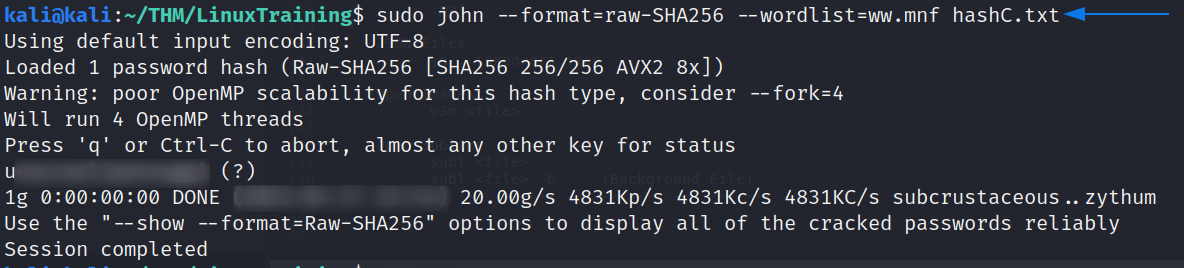 kali@kali:~/THM/LinuxTraining$ sudo john --format=raw-SHA256 --wordlist=ww.mnf hashC.txt
Using default input encoding: UTF-8
Loaded 1 password hash (Raw-SHA256 [SHA256 256/256 AVX2 8x])
Warning: poor OpenMP scalability for this hash type, consider --fork=4
Will run 4 OpenMP threads
Press 'q' or Ctrl-C to abort, almost any other key for status
(?)
1g 0:00:00:00 DONE 20.00g/s 4831Kp/s 4831Kc/s 4831KC/s subcrustaceous..zythum
Use the "--show --format=Raw-SHA256" options to display all of the cracked passwords reliably
Session completed